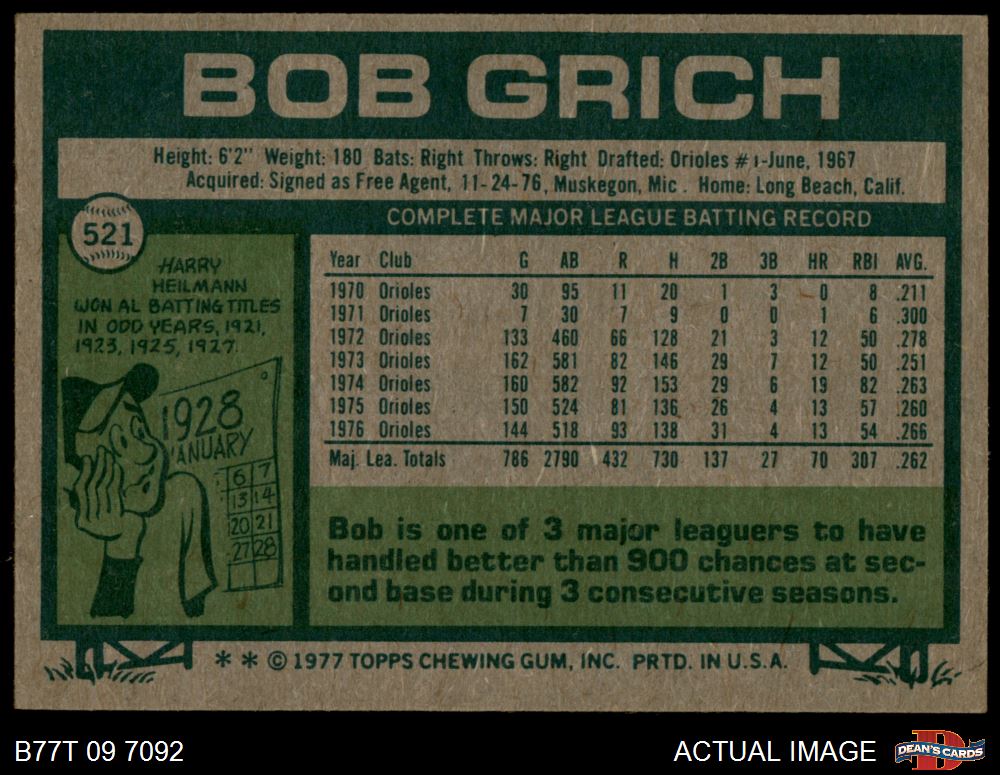 BOB GRICH
Height: 6'2" Weight: 180 Bats: Right Throws: Right Drafted: Orioles #1-June, 1967
Acquired: Signed as Free Agent, 11-24-76, Muskegon, Mic. Home: Long Beach, Calif.
521
HARRY
HEILMANN
WON AL BATTING TITLES
IN ODD YEARS, 1921,
1923, 1925, 1927.
1928
JANUARY
6 7
13 14
20 21
27 28
COMPLETE MAJOR LEAGUE BATTING RECORD
Year Club G AB R H 2B 3B HR RBI AVG.
1970 Orioles 30 95 11 20 1 3 0 8 .211
1971 Orioles 7 30 7 9 0 0 1 6 .300
1972 Orioles 133 460 66 128 21 3 12 50 .278
1973 Orioles 162 581 82 146 29 7 12 50 .251
1974 Orioles 160 582 92 153 29 6 19 82 .263
1975 Orioles 150 524 81 136 26 4 13 57 .260
1976 Orioles 144 518 93 138 31 4 13 54 .266
Maj. Lea. Totals 786 2790 432 730 137 27 70 307 .262
Bob is one of 3 major leaguers to have
handled better than 900 chances at sec-
ond base during 3 consecutive seasons.
* * © 1977 TOPPS CHEWING GUM, INC. PRTD. IN U.S.A.
B77T 09 7092
ACTUAL IMAGE
D
DEAN'S CARDS